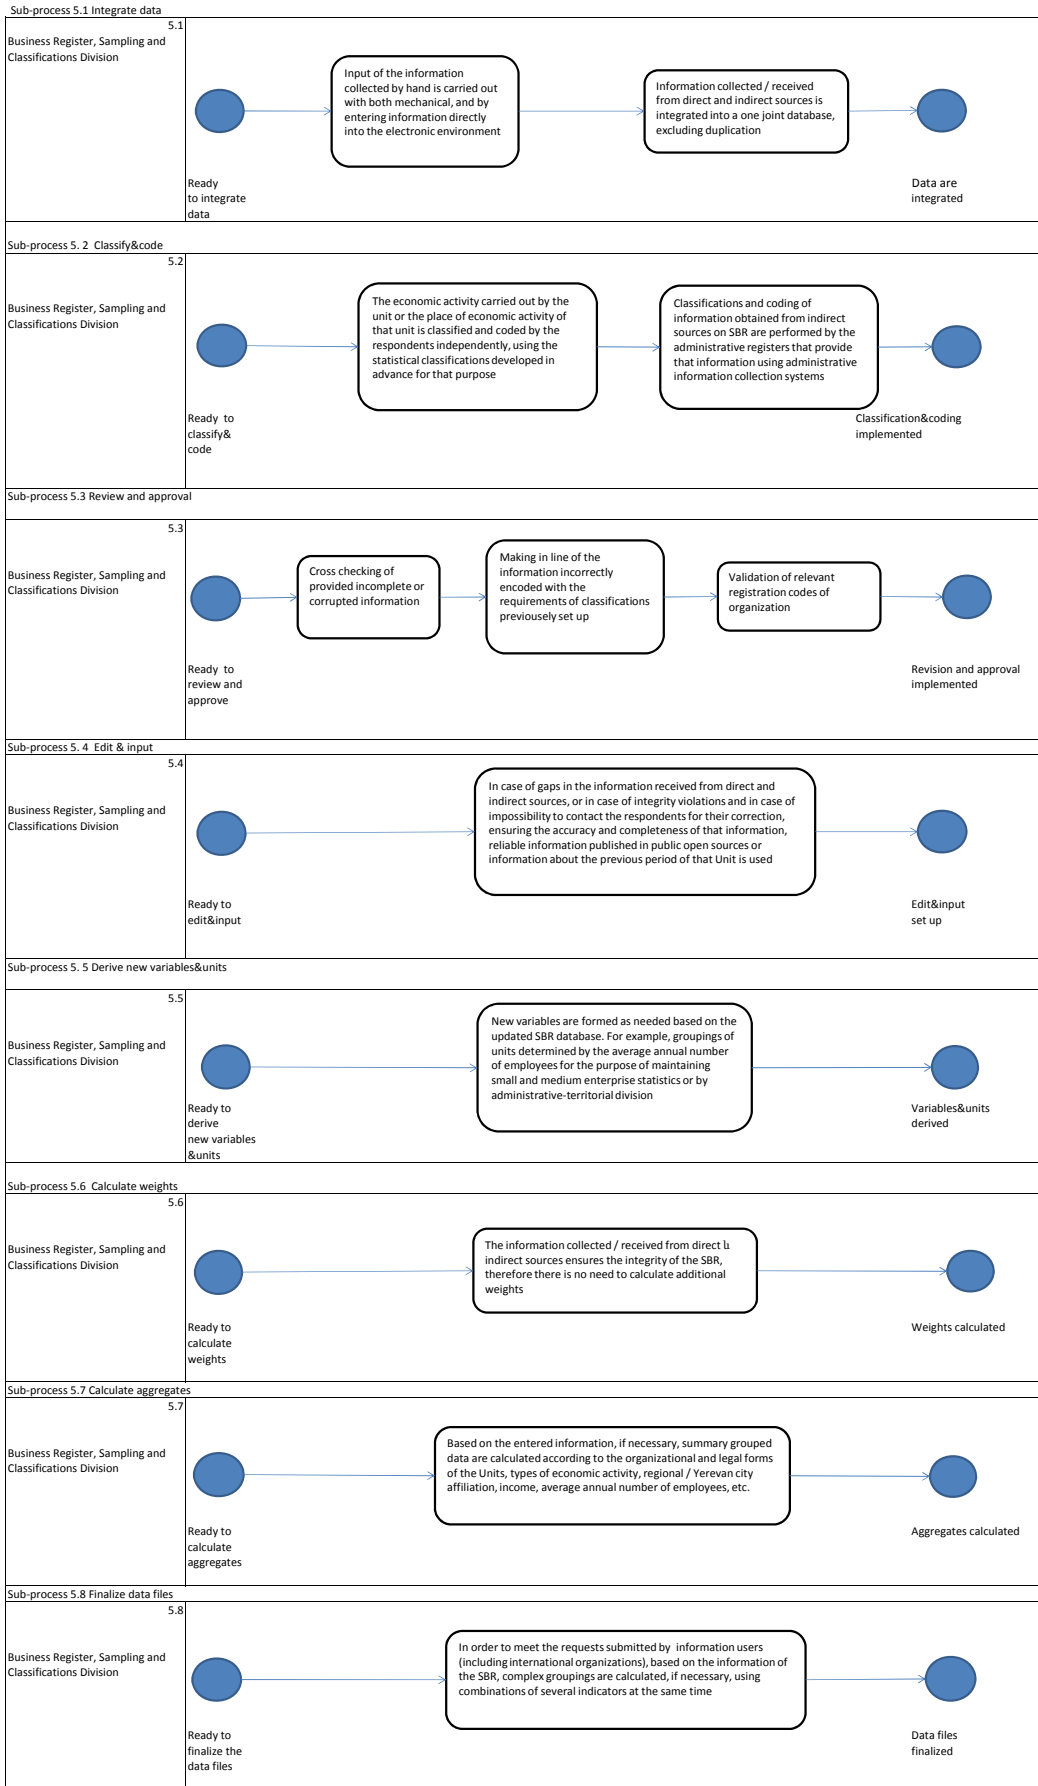 Sub-process 5.1 Integrate data
5.1
Business Register, Sampling and
Classifications Division
Input of the information
collected by hand is carried out
with both mechanical, and by
entering information directly
into the electronic environment
Information collected / received
from direct and indirect sources is
integrated into a one joint database,
excluding duplication
Ready
to integrate
data
Data are
integrated
Sub-process 5. 2 Classify&code
5.2
Business Register, Sampling and
Classifications Division
The economic activity carried out by the
unit or the place of economic activity of
that unit is classified and coded by the
respondents independently, using the
statistical classifications developed in
advance for that purpose
Classifications and coding of
information obtained from indirect
sources on SBR are performed by the
administrative registers that provide
that information using administrative
information collection systems
Ready to
classify&
code
Classification&coding
implemented
Sub-process 5.3 Review and approval
5.3
Business Register, Sampling and
Classifications Division
Cross checking of
provided incomplete or
corrupted information
Making in line of the
information incorrectly
encoded with the
requirements of classifications
previousely set up
Validation of relevant
registration codes of
organization
Ready to
review and
approve
Revision and approval
implemented
Sub-process 5. 4 Edit & input
5.4
Business Register, Sampling and
Classifications Division
In case of gaps in the information received from direct and
indirect sources, or in case of integrity violations and in case of
impossibility to contact the respondents for their correction,
ensuring the accuracy and completeness of that information,
reliable information published in public open sources or
information about the previous period of that Unit is used
Ready to
edit&input
Edit&input
set up
Sub-process 5. 5 Derive new variables&units
5.5
Business Register, Sampling and
Classifications Division
New variables are formed as needed based on the
updated SBR database. For example, groupings of
units determined by the average annual number
of employees for the purpose of maintaining
small and medium enterprise statistics or by
administrative-territorial division
Ready to
derive
new variables
&units
Variables&units
derived
Sub-process 5.6 Calculate weights
5.6
Business Register, Sampling and
Classifications Division
The information collected / received from direct և
indirect sources ensures the integrity of the SBR,
therefore there is no need to calculate additional
weights
Ready to
calculate
weights
Weights calculated
Sub-process 5.7 Calculate aggregates
5.7
Business Register, Sampling and
Classifications Division
Based on the entered information, if necessary, summary grouped
data are calculated according to the organizational and legal forms
of the Units, types of economic activity, regional / Yerevan city
affiliation, income, average annual number of employees, etc.
Ready to
calculate
aggregates
Aggregates calculated
Sub-process 5.8 Finalize data files
5.8
Business Register, Sampling and
Classifications Division
In order to meet the requests submitted by information users
(including international organizations), based on the information of
the SBR, complex groupings are calculated, if necessary, using
combinations of several indicators at the same time
Ready to
finalize the
data files
Data files
finalized